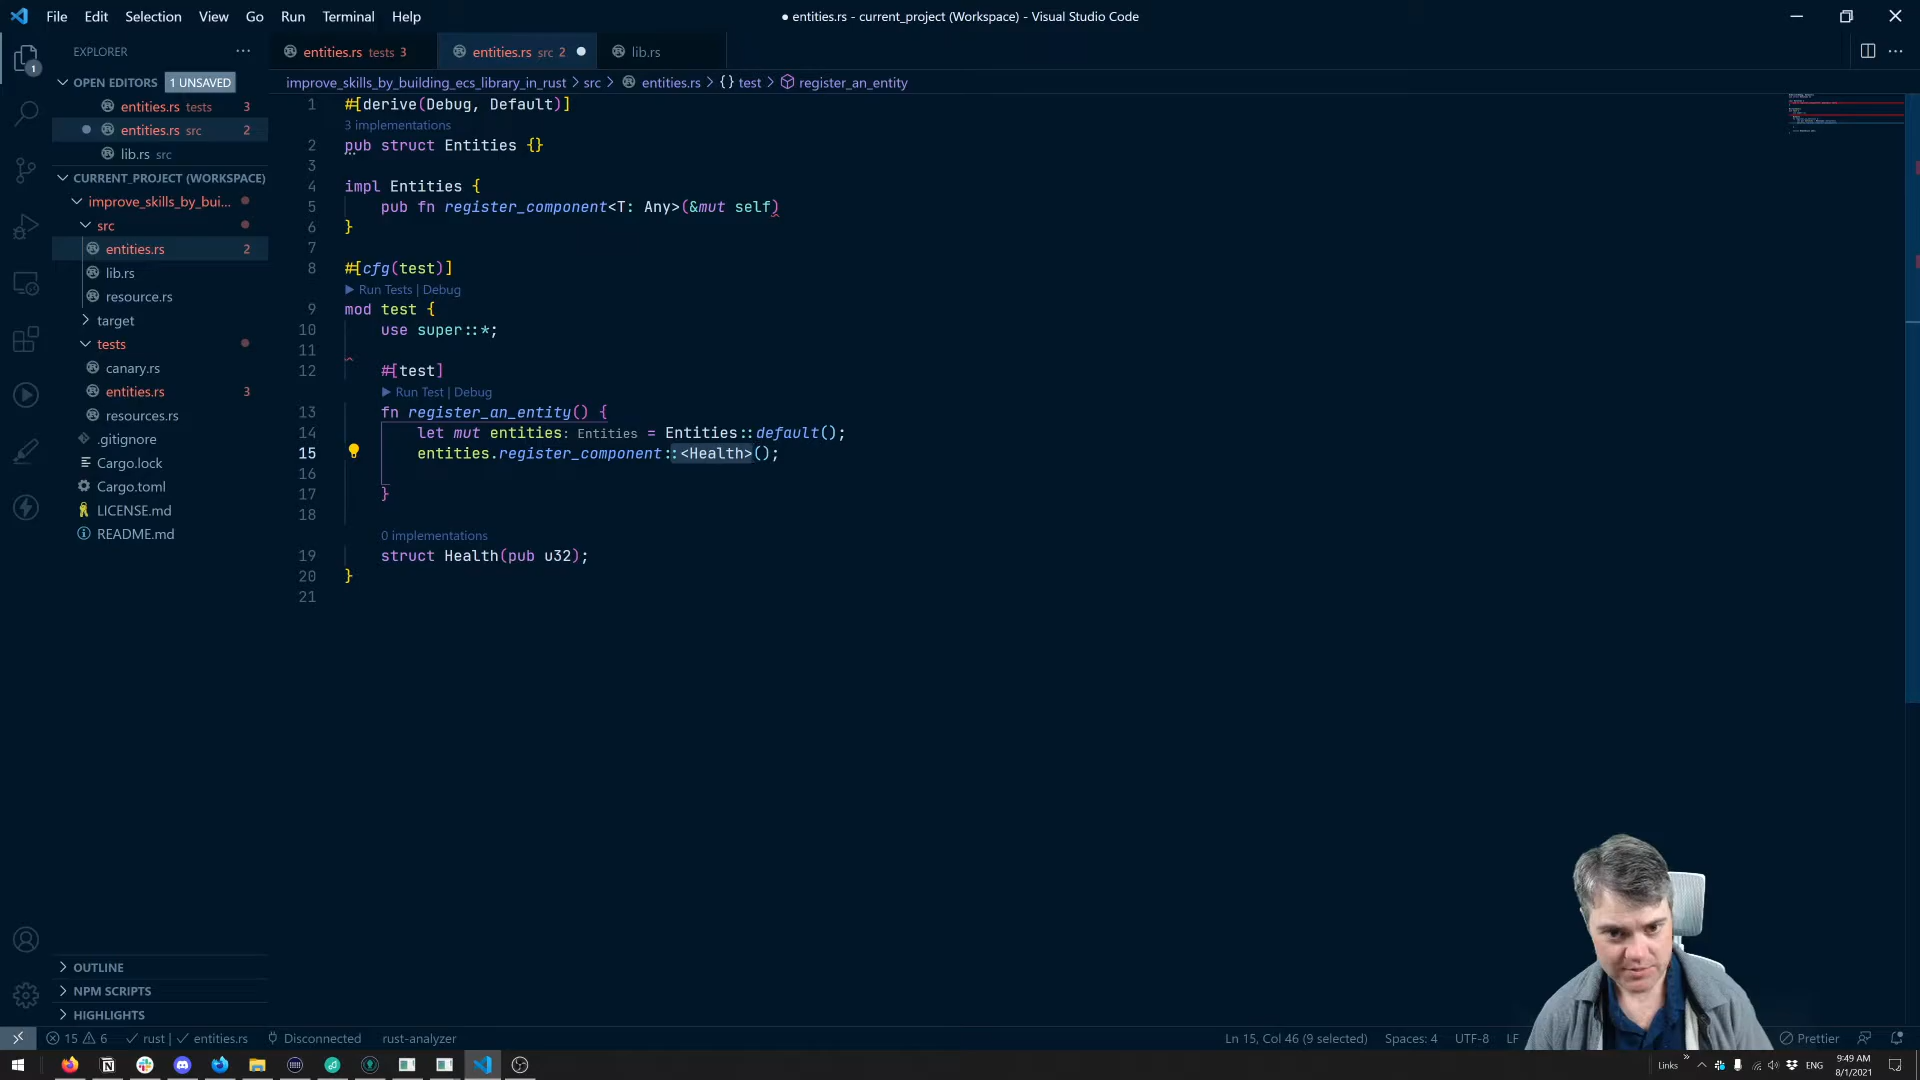 File Edit Selection View Go Run Terminal Help
● entities.rs - current_project (Workspace) - Visual Studio Code
EXPLORER
entities.rs tests 3
entities.rs src 2
lib.rs
OPEN EDITORS 1 UNSAVED
entities.rs tests 3
entities.rs src 2
lib.rs src
CURRENT_PROJECT (WORKSPACE)
improve_skills_by_bui...
src
entities.rs 2
lib.rs
resource.rs
target
tests
canary.rs
entities.rs 3
resources.rs
.gitignore
Cargo.lock
Cargo.toml
LICENSE.md
README.md
OUTLINE
NPM SCRIPTS
HIGHLIGHTS
1
improve_skills_by_building_ecs_library_in_rust > src > entities.rs > {} test > register_an_entity
1 #[derive(Debug, Default)]
3 implementations
2 pub struct Entities {}
3
4 impl Entities {
5 pub fn register_component<T: Any>(&mut self)
6 }
7
8 #[cfg(test)]
▶ Run Tests | Debug
9 mod test {
10 use super::*;
11
12 #[test]
▶ Run Test | Debug
13 fn register_an_entity() {
14 let mut entities: Entities = Entities::default();
15 entities.register_component::<Health>();
16
17 }
18
0 implementations
19 struct Health(pub u32);
20 }
21
15 6 rust | entities.rs Disconnected rust-analyzer
Ln 15, Col 46 (9 selected) Spaces: 4 UTF-8 LF Prettier
Links » ENG 9:49 AM
8/1/2021